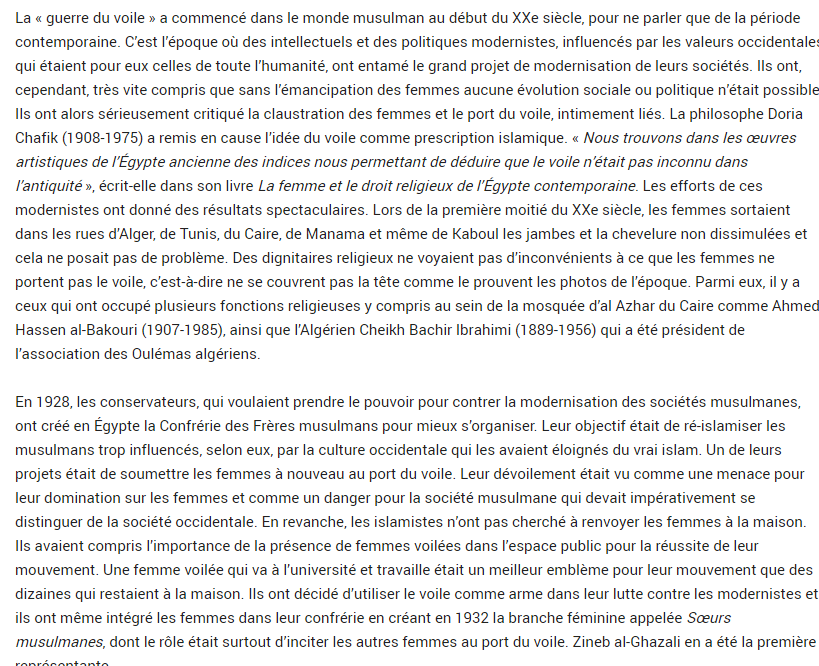 La « guerre du voile » a commencé dans le monde musulman au début du XXe siècle, pour ne parler que de la période
contemporaine. C’est l’époque où des intellectuels et des politiques modernistes, influencés par les valeurs occidentales
qui étaient pour eux celles de toute l’humanité, ont entamé le grand projet de modernisation de leurs sociétés. Ils ont,
cependant, très vite compris que sans l’émancipation des femmes aucune évolution sociale ou politique n’était possible
Ils ont alors sérieusement critiqué la claustration des femmes et le port du voile, intimement liés. La philosophe Doria
Chafik (1908-1975) a remis en cause l’idée du voile comme prescription islamique. « Nous trouvons dans les œuvres
artistiques de l’Égypte ancienne des indices nous permettant de déduire que le voile n’était pas inconnu dans
l’antiquité », écrit-elle dans son livre La femme et le droit religieux de l’Égypte contemporaine. Les efforts de ces
modernistes ont donné des résultats spectaculaires. Lors de la première moitié du XXe siècle, les femmes sortaient
dans les rues d’Alger, de Tunis, du Caire, de Manama et même de Kaboul les jambes et la chevelure non dissimulées et
cela ne posait pas de problème. Des dignitaires religieux ne voyaient pas d’inconvénients à ce que les femmes ne
portent pas le voile, c’est-à-dire ne se couvrent pas la tête comme le prouvent les photos de l’époque. Parmi eux, il y a
ceux qui ont occupé plusieurs fonctions religieuses y compris au sein de la mosquée d’al Azhar du Caire comme Ahmed
Hassen al-Bakouri (1907-1985), ainsi que l’Algérien Cheikh Bachir Ibrahimi (1889-1956) qui a été président de
l’association des Oulémas algériens.
En 1928, les conservateurs, qui voulaient prendre le pouvoir pour contrer la modernisation des sociétés musulmanes,
ont créé en Égypte la Confrérie des Frères musulmans pour mieux s’organiser. Leur objectif était de ré-islamiser les
musulmans trop influencés, selon eux, par la culture occidentale qui les avaient éloignés du vrai islam. Un de leurs
projets était de soumettre les femmes à nouveau au port du voile. Leur dévoilement était vu comme une menace pour
leur domination sur les femmes et comme un danger pour la société musulmane qui devait impérativement se
distinguer de la société occidentale. En revanche, les islamistes n’ont pas cherché à renvoyer les femmes à la maison.
Ils avaient compris l’importance de la présence de femmes voilées dans l’espace public pour la réussite de leur
mouvement. Une femme voilée qui va à l’université et travaille était un meilleur emblème pour leur mouvement que des
dizaines qui restaient à la maison. Ils ont décidé d’utiliser le voile comme arme dans leur lutte contre les modernistes et
ils ont même intégré les femmes dans leur confrérie en créant en 1932 la branche féminine appelée Sœurs
musulmanes, dont le rôle était surtout d’inciter les autres femmes au port du voile. Zineb al-Ghazali en a été la première
représentante